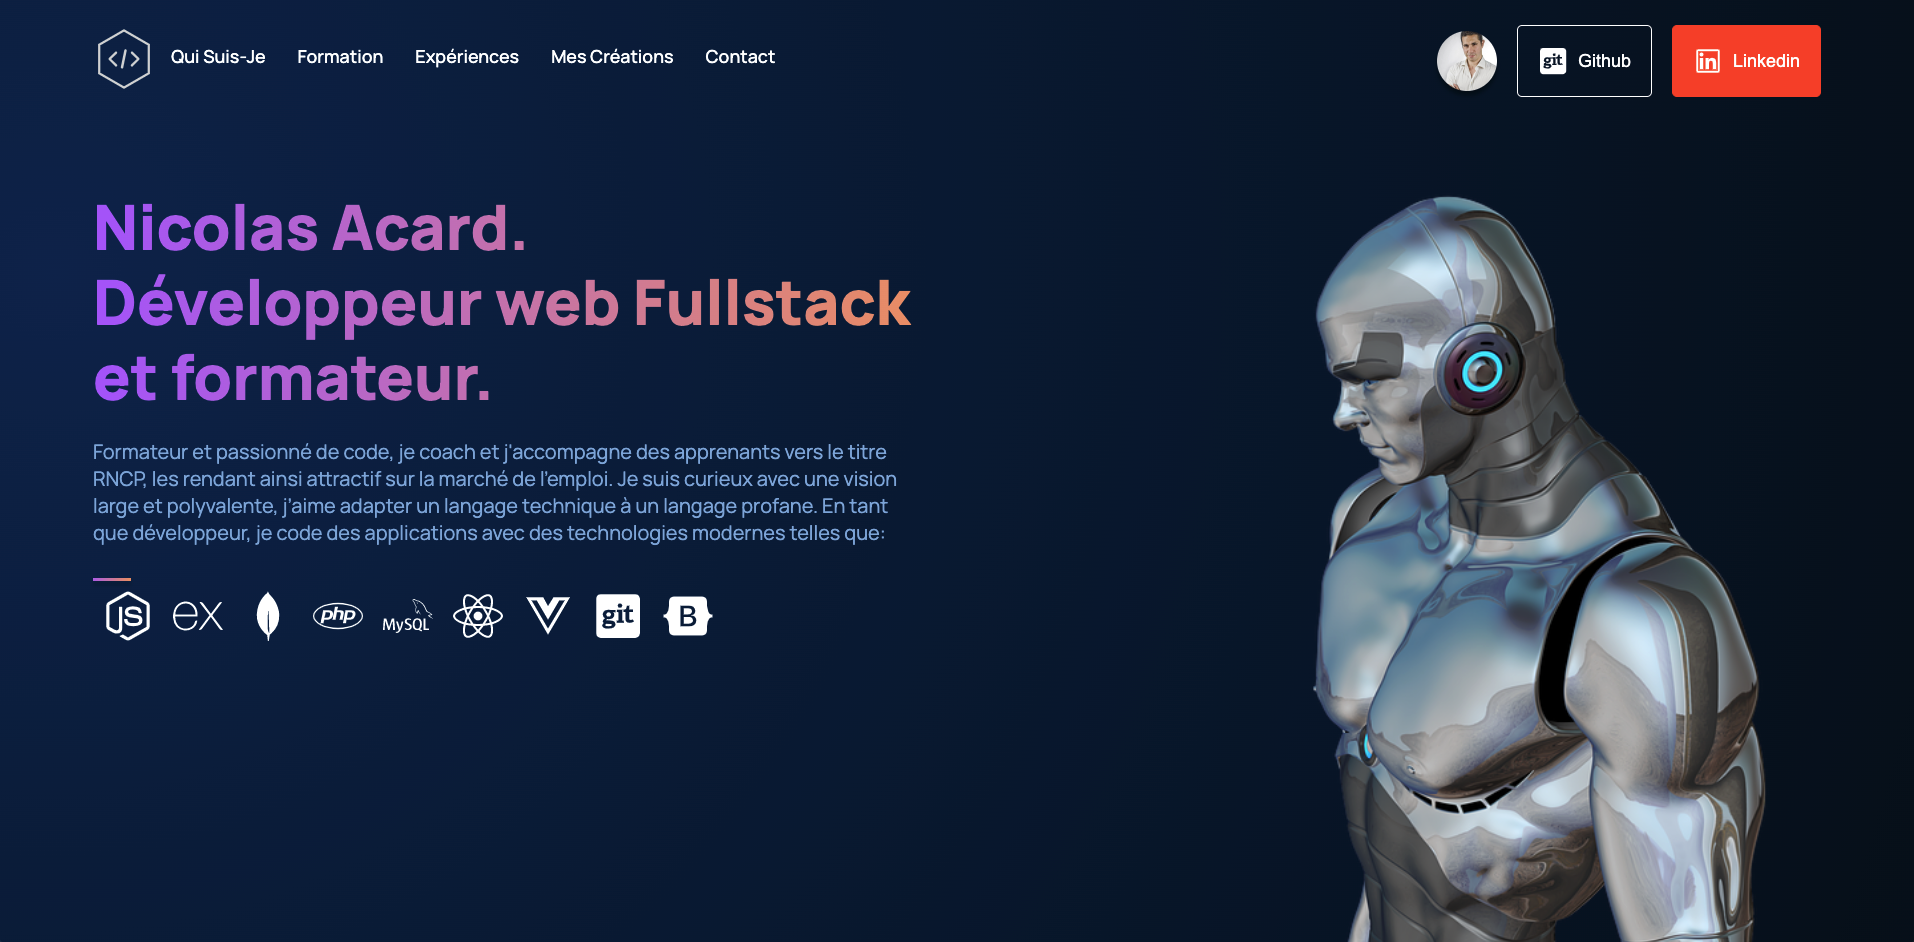 </> Qui Suis-Je Formation Expériences Mes Créations Contact git Github in Linkedin
Nicolas Acard.
Développeur web Fullstack
et formateur.
Formateur et passionné de code, je coach et j'accompagne des apprenants vers le titre
RNCP, les rendant ainsi attractif sur la marché de l'emploi. Je suis curieux avec une vision
large et polyvalente, j'aime adapter un langage technique à un langage profane. En tant
que développeur, je code des applications avec des technologies modernes telles que:
JS ex php MySQL git B